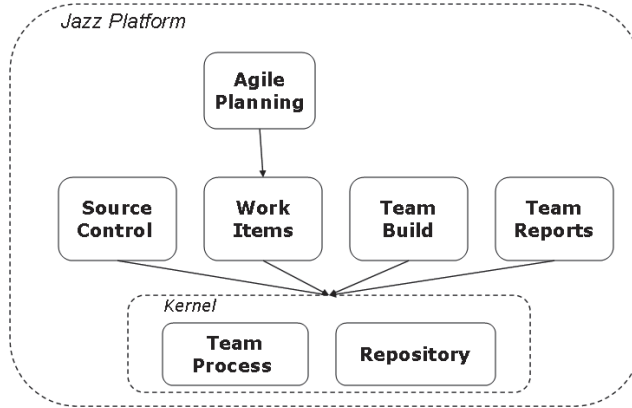 Jazz Platform
Agile
Planning
Source
Control
Work
Items
Team
Build
Team
Reports
Kernel
Team
Process
Repository